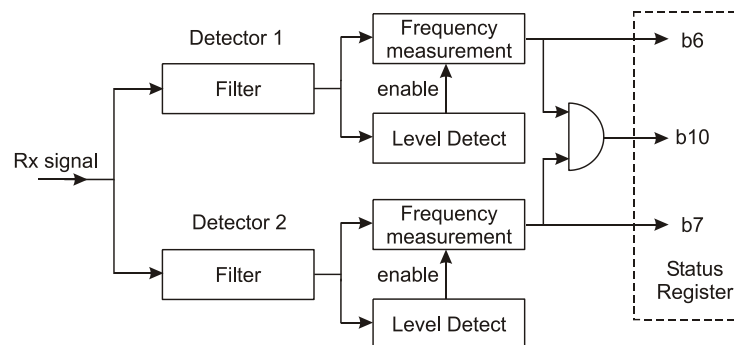 Detector 1
Frequency
measurement
b6
Filter
enable
Level Detect
b10
Rx signal
Detector 2
Frequency
measurement
b7
Filter
enable
Status
Register
Level Detect